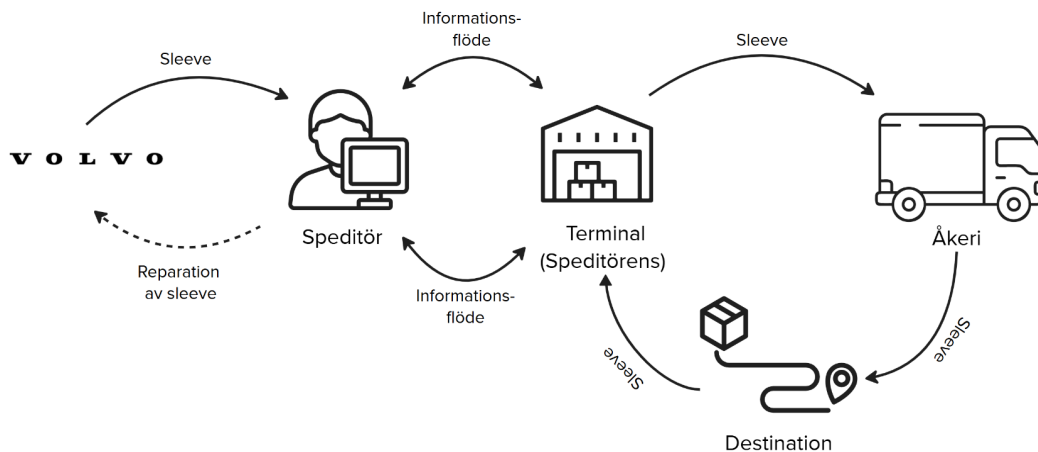 Informations-
flöde
Sleeve
Sleeve
VOLVO
Speditör
Terminal
(Speditörens)
Åkeri
Reparation
av sleeve
Informations-
flöde
Sleeve
Sleeve
Destination